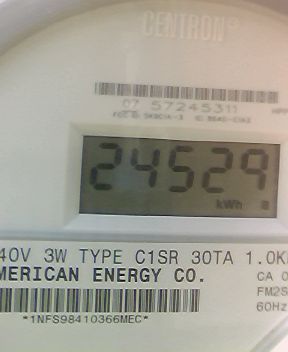 CENTRON®
07 57245311
24529
kWh
40V 3W TYPE C1SR 30TA 1.0K
MERICAN ENERGY CO.
CA 0
FM2S
60Hz
*1NFS98410366MEC*